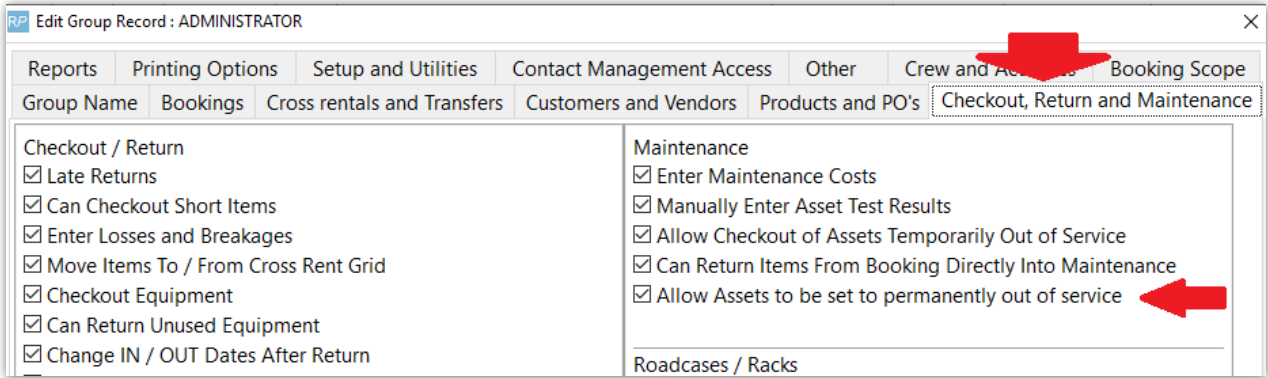 RP Edit Group Record : ADMINISTRATOR
Reports Printing Options Setup and Utilities Contact Management Access Other Crew and Booking Scope
Group Name Bookings Cross rentals and Transfers Customers and Vendors Products and PO's Checkout, Return and Maintenance
Checkout / Return
Late Returns
Can Checkout Short Items
Enter Losses and Breakages
Move Items To / From Cross Rent Grid
Checkout Equipment
Can Return Unused Equipment
Change IN / OUT Dates After Return
Maintenance
Enter Maintenance Costs
Manually Enter Asset Test Results
Allow Checkout of Assets Temporarily Out of Service
Can Return Items From Booking Directly Into Maintenance
Allow Assets to be set to permanently out of service
Roadcases / Racks